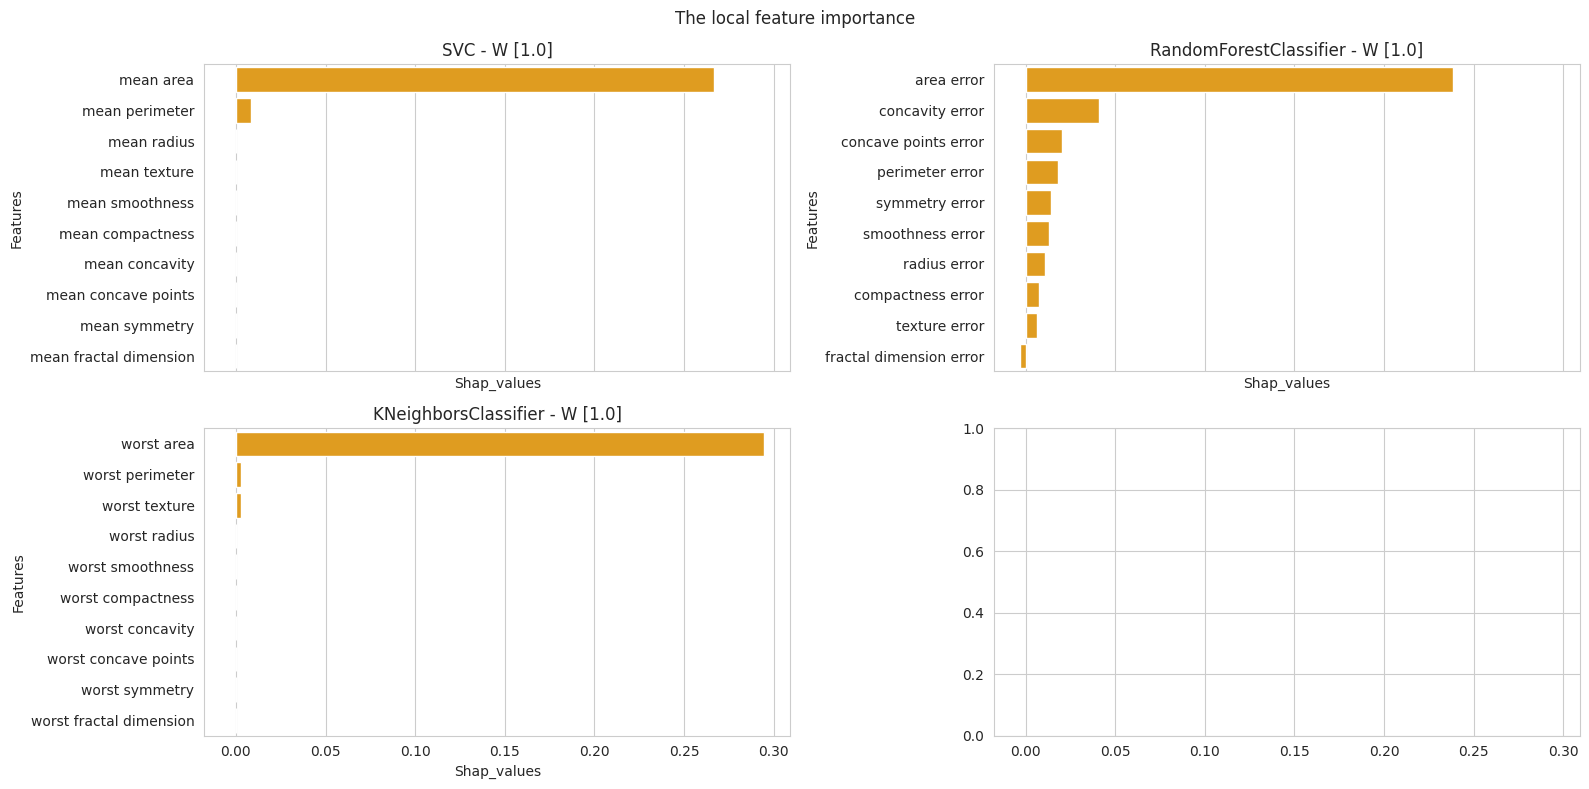 The local feature importance
SVC - W [1.0]
Features
mean area
mean perimeter
mean radius
mean texture
mean smoothness
mean compactness
mean concavity
mean concave points
mean symmetry
mean fractal dimension
Shap_values
RandomForestClassifier - W [1.0]
Features
area error
concavity error
concave points error
perimeter error
symmetry error
smoothness error
radius error
compactness error
texture error
fractal dimension error
Shap_values
KNeighborsClassifier - W [1.0]
Features
worst area
worst perimeter
worst texture
worst radius
worst smoothness
worst compactness
worst concavity
worst concave points
worst symmetry
worst fractal dimension
0.00 0.05 0.10 0.15 0.20 0.25 0.30
Shap_values
1.0
0.8
0.6
0.4
0.2
0.0
0.00 0.05 0.10 0.15 0.20 0.25 0.30